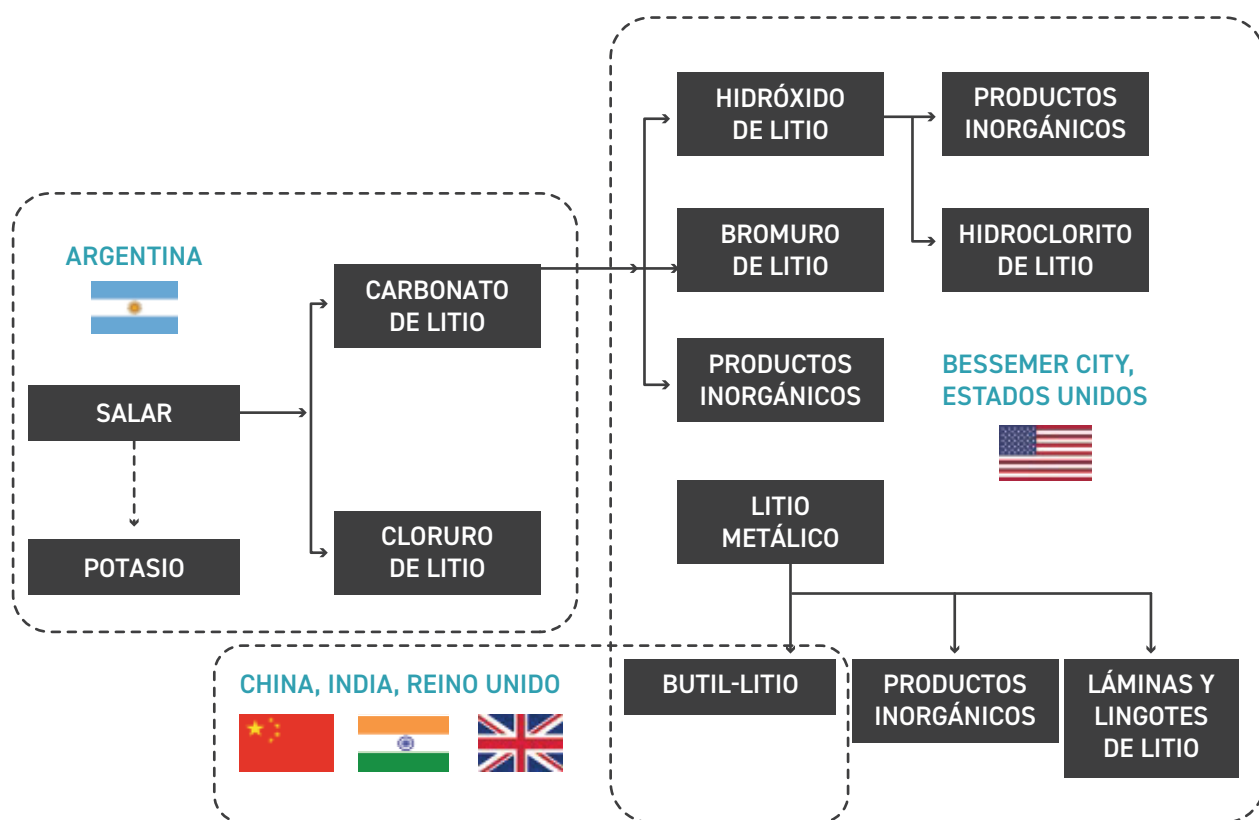 ARGENTINA
SALAR
POTASIO
CARBONATO
DE LITIO
CLORURO
DE LITIO
HIDRÓXIDO
DE LITIO
PRODUCTOS
INORGÁNICOS
BROMURO
DE LITIO
HIDROCLORITO
DE LITIO
PRODUCTOS
INORGÁNICOS
BESSEMER CITY,
ESTADOS UNIDOS
LITIO
METÁLICO
CHINA, INDIA, REINO UNIDO
BUTIL-LITIO
PRODUCTOS
INORGÁNICOS
LÁMINAS Y
LINGOTES
DE LITIO